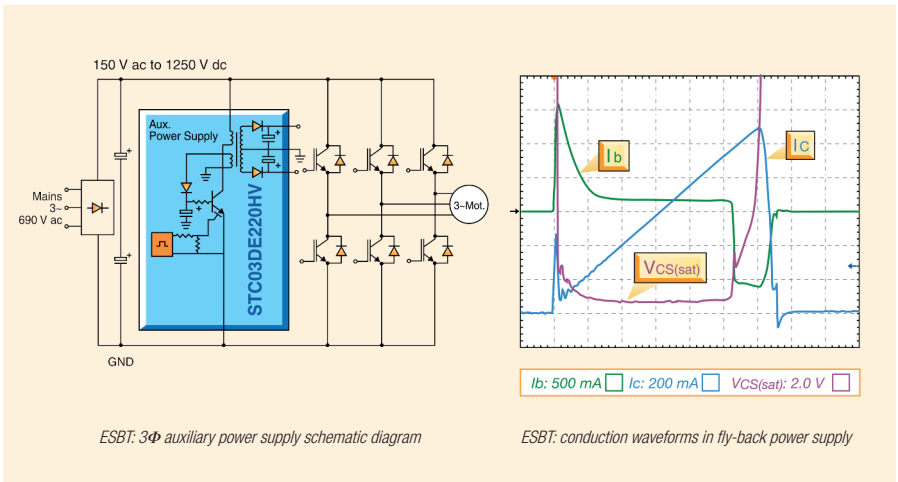 150 V ac to 1250 V dc
Aux.
Power Supply
+
+
+
+
+
Mains
3~
690 V ac
3~Mot.
STC03DE220HV
GND
Ib
IC
VCS(sat)
Ib: 500 mA Ic: 200 mA VCS(sat): 2.0 V
ESBT: 3Φ auxiliary power supply schematic diagram
ESBT: conduction waveforms in fly-back power supply